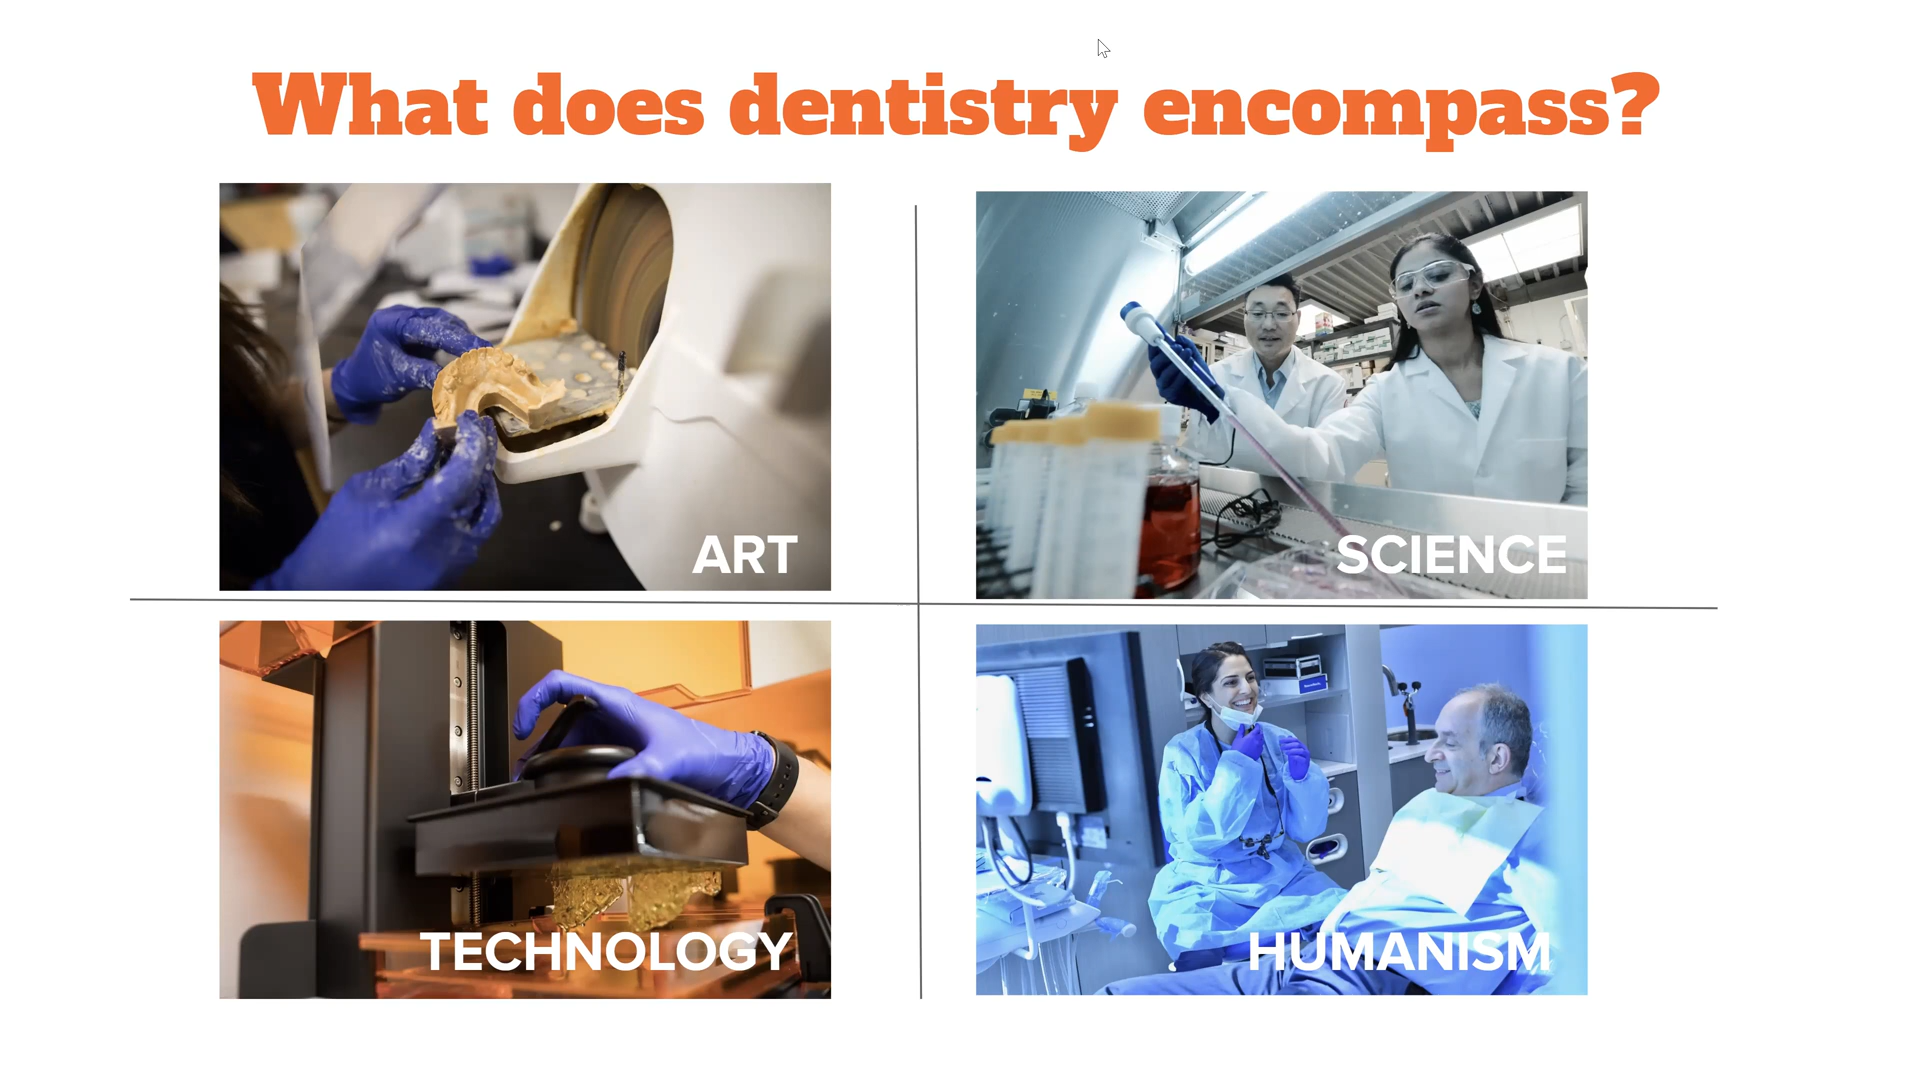 What does dentistry encompass?
ART
SCIENCE
TECHNOLOGY
HUMANISM